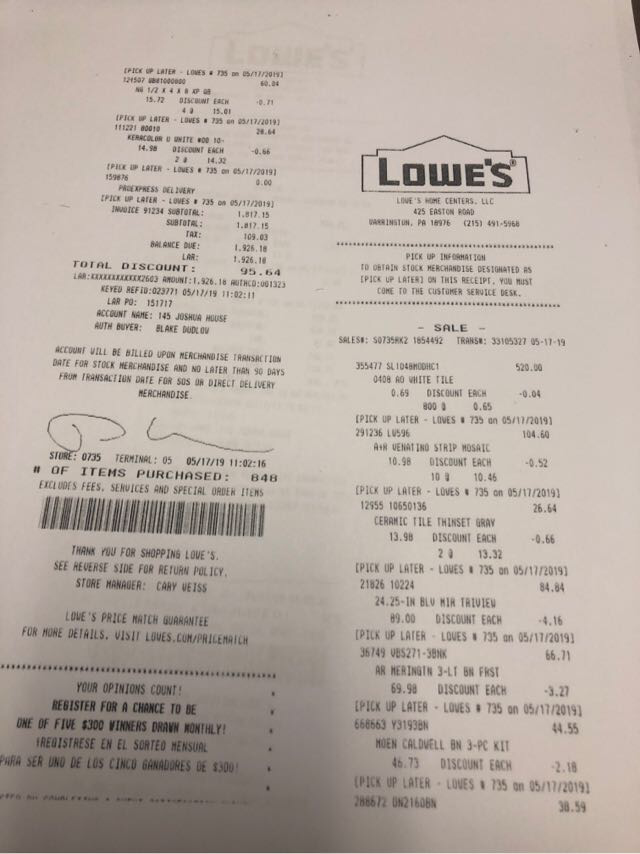 [PICK UP LATER - LOWES # 735 on 05/17/2019]
121507 UB81000800 60.04
NG 1/2 X 4 X 8 XP GB
15.72 DISCOUNT EACH -0.71
4 @ 15.01
[PICK UP LATER - LOWES # 735 on 05/17/2019]
111221 80010 28.64
KERACOLOR U WHITE #00 10-
14.98 DISCOUNT EACH -0.66
2 @ 14.32
[PICK UP LATER - LOWES # 735 on 05/17/2019]
159876 0.00
PROEXPRESS DELIVERY
[PICK UP LATER - LOWES # 735 on 05/17/2019]
INVOICE 91234 SUBTOTAL: 1,817.15
SUBTOTAL: 1,817.15
TAX: 109.03
BALANCE DUE: 1,926.18
LAR: 1,926.18
TOTAL DISCOUNT: 95.64
LAR:XXXXXXXXXXXX2603 AMOUNT:1,926.18 AUTHCD:001323
KEYED REFID:023771 05/17/19 11:02:11
LAR PO: 151717
ACCOUNT NAME: 145 JOSHUA HOUSE
AUTH BUYER: BLAKE DUDLOV
ACCOUNT WILL BE BILLED UPON MERCHANDISE TRANSACTION
DATE FOR STOCK MERCHANDISE AND NO LATER THAN 90 DAYS
FROM TRANSACTION DATE FOR SOS OR DIRECT DELIVERY
MERCHANDISE.
STORE: 0735 TERMINAL: 05 05/17/19 11:02:16
# OF ITEMS PURCHASED: 848
EXCLUDES FEES, SERVICES AND SPECIAL ORDER ITEMS
THANK YOU FOR SHOPPING LOWE'S.
SEE REVERSE SIDE FOR RETURN POLICY.
STORE MANAGER: CARY WEISS
LOWE'S PRICE MATCH GUARANTEE
FOR MORE DETAILS, VISIT LOWES.COM/PRICEMATCH
YOUR OPINIONS COUNT!
REGISTER FOR A CHANCE TO BE
ONE OF FIVE $300 WINNERS DRAWN MONTHLY!
¡REGISTRESE EN EL SORTEO MENSUAL
PARA SER UNO DE LOS CINCO GANADORES DE $300!
LOWE'S®
LOWE'S HOME CENTERS, LLC
425 EASTON ROAD
WARRINGTON, PA 18976 (215) 491-5968
PICK UP INFORMATION
TO OBTAIN STOCK MERCHANDISE DESIGNATED AS
[PICK UP LATER] ON THIS RECEIPT, YOU MUST
COME TO THE CUSTOMER SERVICE DESK.
- SALE -
SALES#: S0735RK2 1854492 TRANS#: 33105327 05-17-19
355477 SL1048MODHC1 520.00
0408 AO WHITE TILE
0.69 DISCOUNT EACH -0.04
800 @ 0.65
[PICK UP LATER - LOWES # 735 on 05/17/2019]
291236 LV596 104.60
A+R VENATINO STRIP MOSAIC
10.98 DISCOUNT EACH -0.52
10 @ 10.46
[PICK UP LATER - LOWES # 735 on 05/17/2019]
12955 10650136 26.64
CERAMIC TILE THINSET GRAY
13.98 DISCOUNT EACH -0.66
2 @ 13.32
[PICK UP LATER - LOWES # 735 on 05/17/2019]
21826 10224 84.84
24.25-IN BLV MIR TRIVIEW
89.00 DISCOUNT EACH -4.16
[PICK UP LATER - LOWES # 735 on 05/17/2019]
36749 VBS271-3BNK 66.71
AR MERINGTN 3-LT BN FRST
69.98 DISCOUNT EACH -3.27
[PICK UP LATER - LOWES # 735 on 05/17/2019]
668663 Y3193BN 44.55
MOEN CALDWELL BN 3-PC KIT
46.73 DISCOUNT EACH -2.18
[PICK UP LATER - LOWES # 735 on 05/17/2019]
288672 DN2160BN 38.59